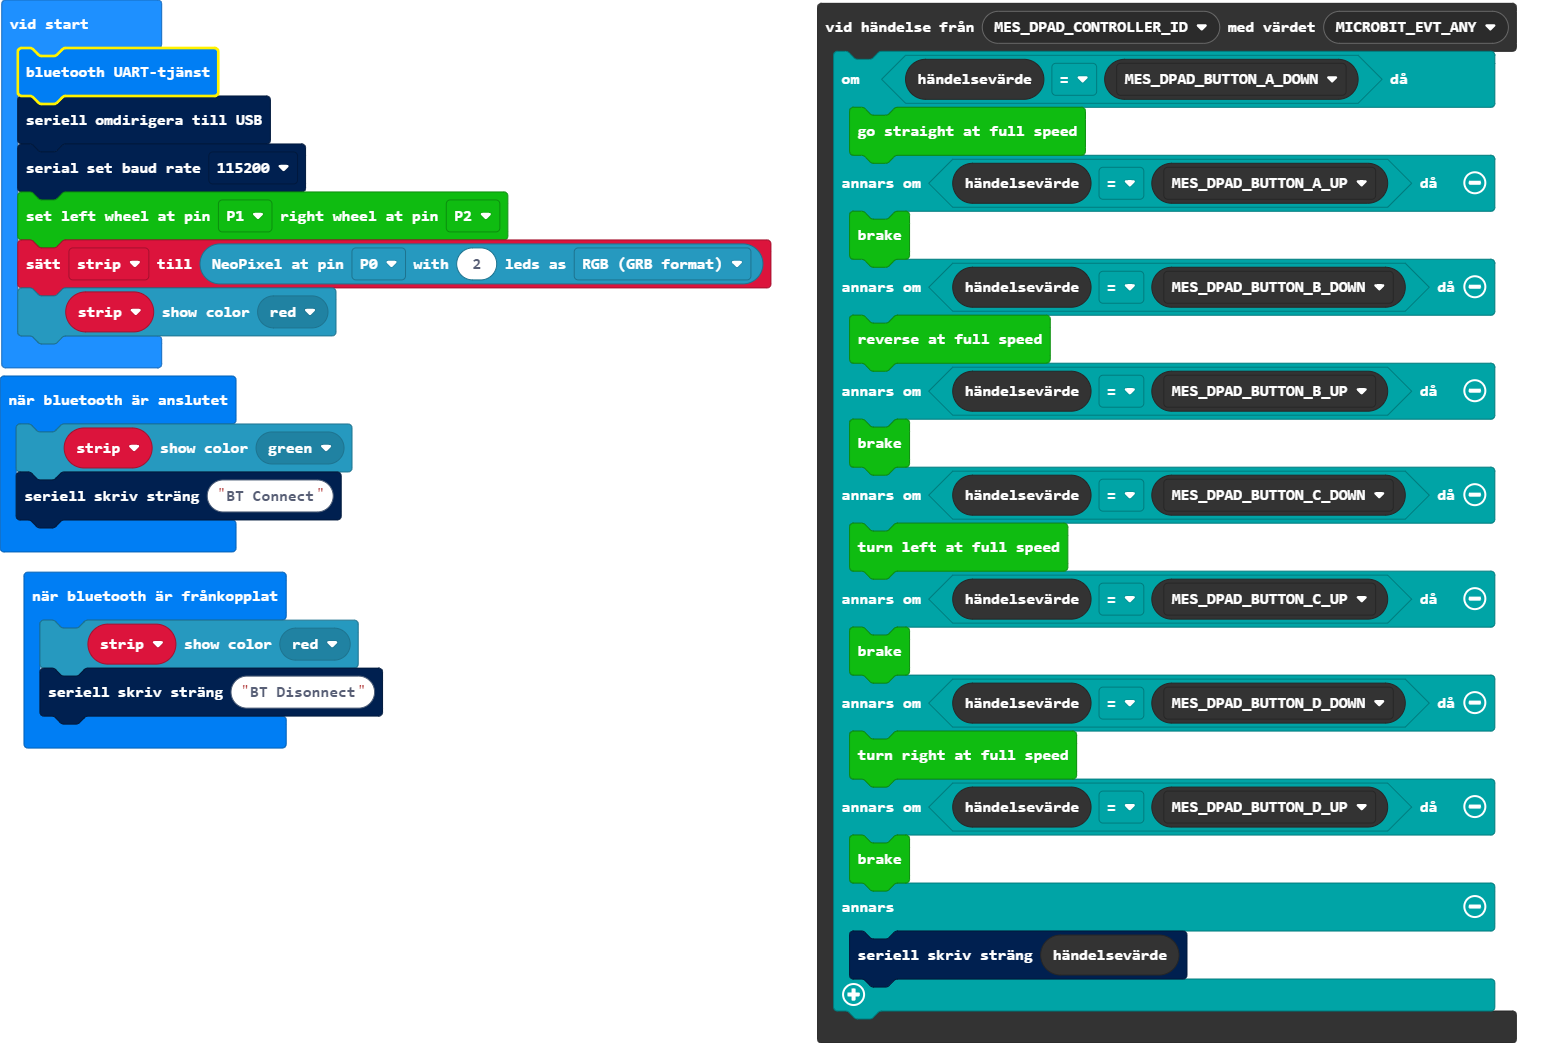 vid start
bluetooth UART-tjänst
seriell omdirigera till USB
serial set baud rate 115200
set left wheel at pin P1 right wheel at pin P2
sätt strip till NeoPixel at pin P0 with 2 leds as RGB (GRB format)
strip show color red
när bluetooth är anslutet
strip show color green
seriell skriv sträng "BT Connect"
när bluetooth är frånkopplat
strip show color red
seriell skriv sträng "BT Disonnect"
vid händelse från MES_DPAD_CONTROLLER_ID med värdet MICROBIT_EVT_ANY
om händelsevärde = MES_DPAD_BUTTON_A_DOWN då
go straight at full speed
annars om händelsevärde = MES_DPAD_BUTTON_A_UP då
brake
annars om händelsevärde = MES_DPAD_BUTTON_B_DOWN då
reverse at full speed
annars om händelsevärde = MES_DPAD_BUTTON_B_UP då
brake
annars om händelsevärde = MES_DPAD_BUTTON_C_DOWN då
turn left at full speed
annars om händelsevärde = MES_DPAD_BUTTON_C_UP då
brake
annars om händelsevärde = MES_DPAD_BUTTON_D_DOWN då
turn right at full speed
annars om händelsevärde = MES_DPAD_BUTTON_D_UP då
brake
annars
seriell skriv sträng händelsevärde